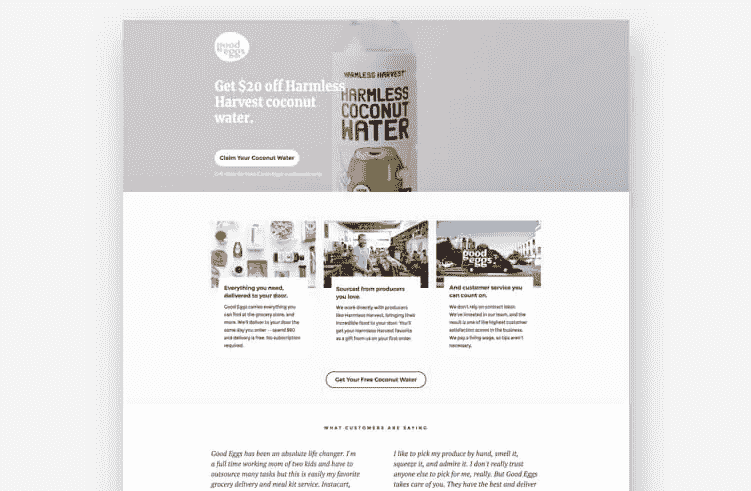 good
eggs
Get $20 off Harmless
Harvest coconut
water.
HARMLESS HARVEST
HARMLESS
COCONUT
WATER
Claim Your Coconut Water
Everything you need,
delivered to your door.
Good Eggs carries everything you
can find at the grocery store, and
more. We'll deliver to your door the
same day you order — spend $60
and delivery is free. No subscription
required.
Sourced from producers
you love.
We work directly with producers
like Harmless Harvest, bringing their
incredible food to your door. You'll
get your Harmless Harvest favorite
as a gift from us on your first order.
good
eggs
And customer service you
can count on.
We don't rely on contract labor.
We've invested in our team, and the
result is one of the highest customer
satisfaction scores in the business.
We pay a living wage, so tips aren't
necessary.
Get Your Free Coconut Water
WHAT CUSTOMERS ARE SAYING
Good Eggs has been an absolute life changer. I'm
a full time working mom of two kids and have to
outsource many tasks but this is easily my favorite
grocery delivery and meal kit service. Instacart,
I like to pick my produce by hand, smell it,
squeeze it, and admire it. I don't really trust
anyone else to pick for me, really. But Good Eggs
takes care of you. They have the best and deliver